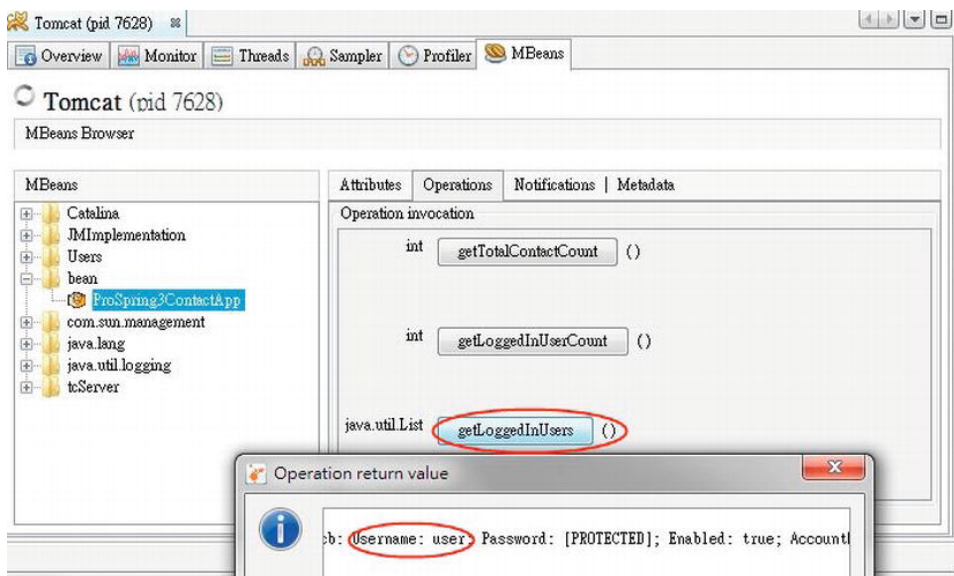 Tomcat (pid 7628)
Overview Monitor Threads Sampler Profiler MBeans
Tomcat (pid 7628)
MBeans Browser
MBeans
Catalina
JMImplementation
Users
bean
ProSpring3ContactApp
com.sun.management
java.lang
java.util.logging
tcServer
Attributes Operations Notifications | Metadata
Operation invocation
int getTotalContactCount ()
int getLoggedInUserCount ()
java.util.List getLoggedInUsers ()
Operation return value
b: Username: user; Password: [PROTECTED]; Enabled: true; Account